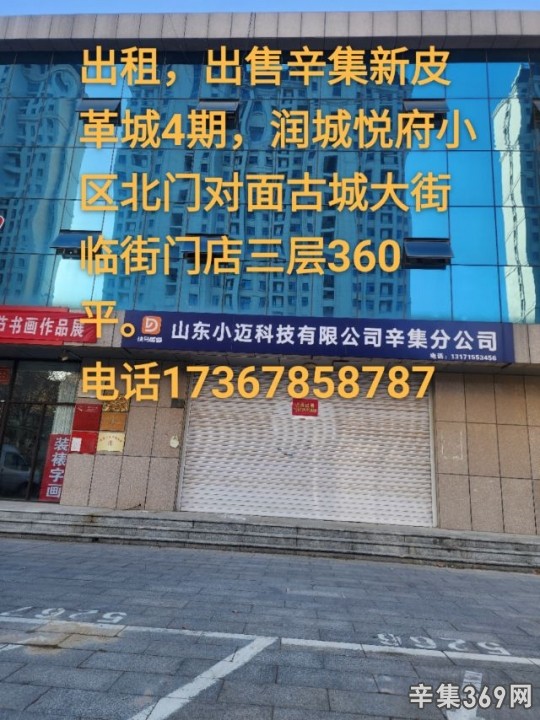 出租，出售辛集新皮
革城4期，润城悦府小
区北门对面古城大街
临街门店三层360
平。
节书画作品展
山东小迈科技有限公司辛集分公司
电话17367858787
装裱字画
辛集369网